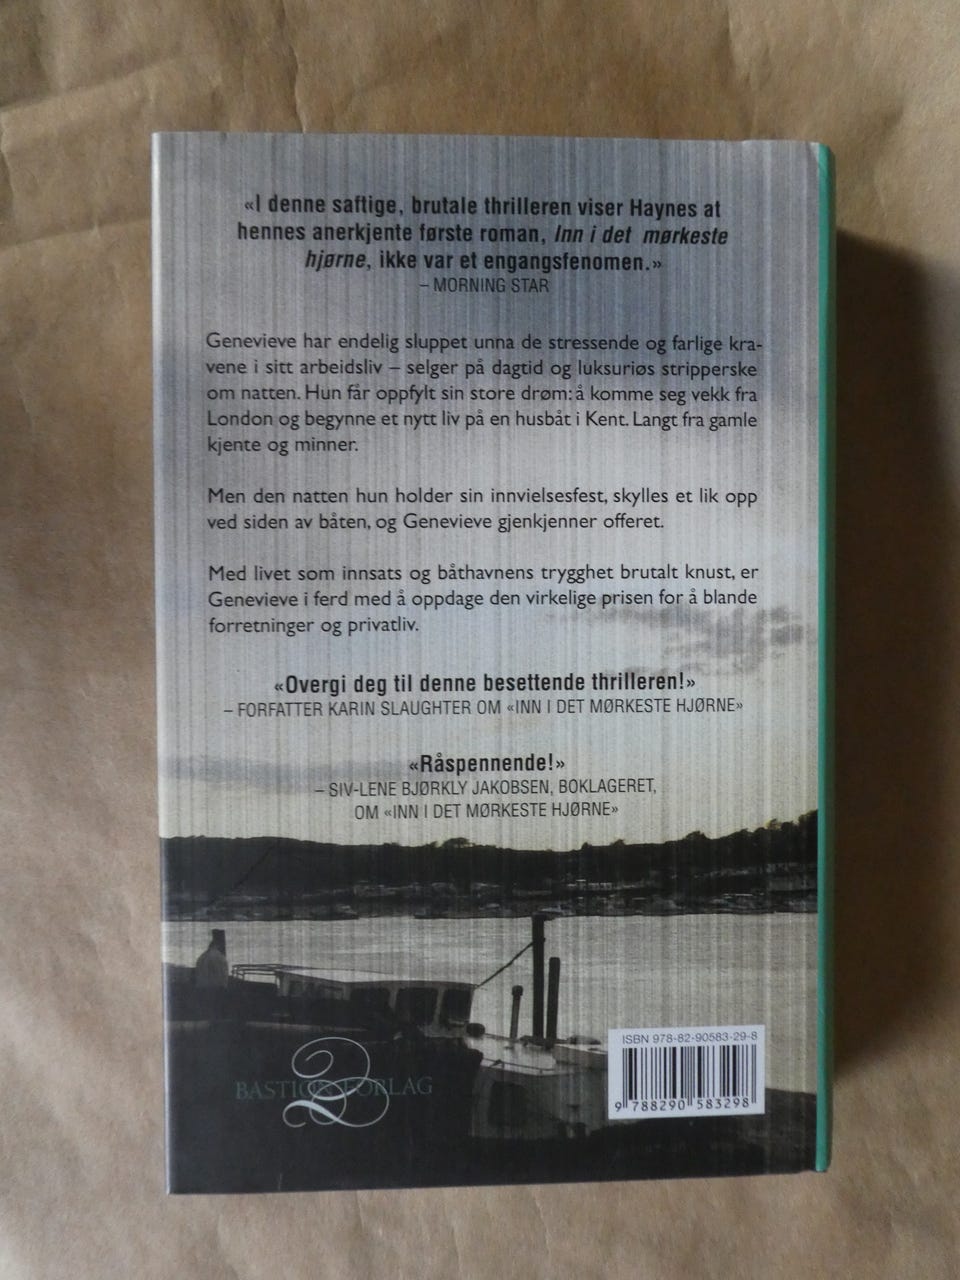 «I denne saftige, brutale thrilleren viser Haynes at
hennes anerkjente første roman, Inn i det mørkeste
hjørne, ikke var et engangsfenomen.»
– MORNING STAR
Genevieve har endelig sluppet unna de stressende og farlige kra-
vene i sitt arbeidsliv – selger på dagtid og luksuriøs stripperske
om natten. Hun får oppfylt sin store drøm: å komme seg vekk fra
London og begynne et nytt liv på en husbåt i Kent. Langt fra gamle
kjente og minner.
Men den natten hun holder sin innvielsesfest, skylles et lik opp
ved siden av båten, og Genevieve gjenkjenner offeret.
Med livet som innsats og båthavnens trygghet brutalt knust, er
Genevieve i ferd med å oppdage den virkelige prisen for å blande
forretninger og privatliv.
«Overgi deg til denne besettende thrilleren!»
– FORFATTER KARIN SLAUGHTER OM «INN I DET MØRKESTE HJØRNE»
«Råspennende!»
– SIV-LENE BJØRKLY JAKOBSEN, BOKLAGERET,
OM «INN I DET MØRKESTE HJØRNE»
ISBN 978-82-90583-29-8
BASTION FORLAG
9 788290 583298